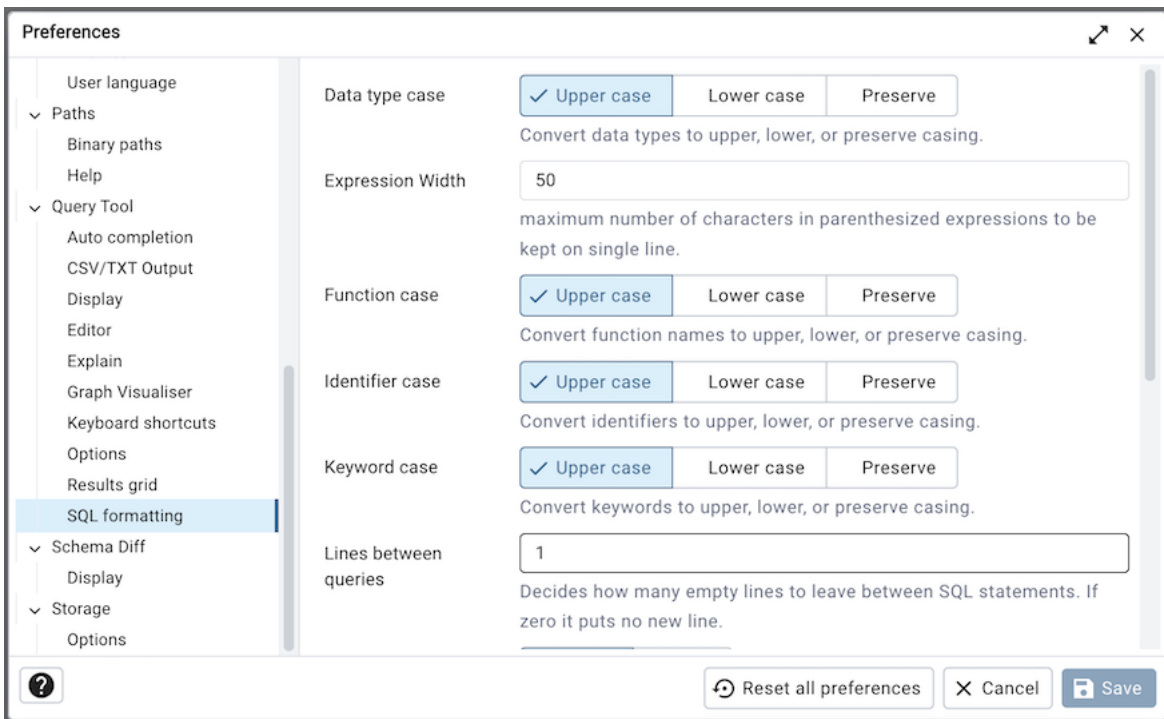 Preferences
User language
Paths
Binary paths
Help
Query Tool
Auto completion
CSV/TXT Output
Display
Editor
Explain
Graph Visualiser
Keyboard shortcuts
Options
Results grid
SQL formatting
Schema Diff
Display
Storage
Options
Data type case
Upper case Lower case Preserve
Convert data types to upper, lower, or preserve casing.
Expression Width
50
maximum number of characters in parenthesized expressions to be
kept on single line.
Function case
Upper case Lower case Preserve
Convert function names to upper, lower, or preserve casing.
Identifier case
Upper case Lower case Preserve
Convert identifiers to upper, lower, or preserve casing.
Keyword case
Upper case Lower case Preserve
Convert keywords to upper, lower, or preserve casing.
Lines between
queries
1
Decides how many empty lines to leave between SQL statements. If
zero it puts no new line.
Reset all preferences Cancel Save